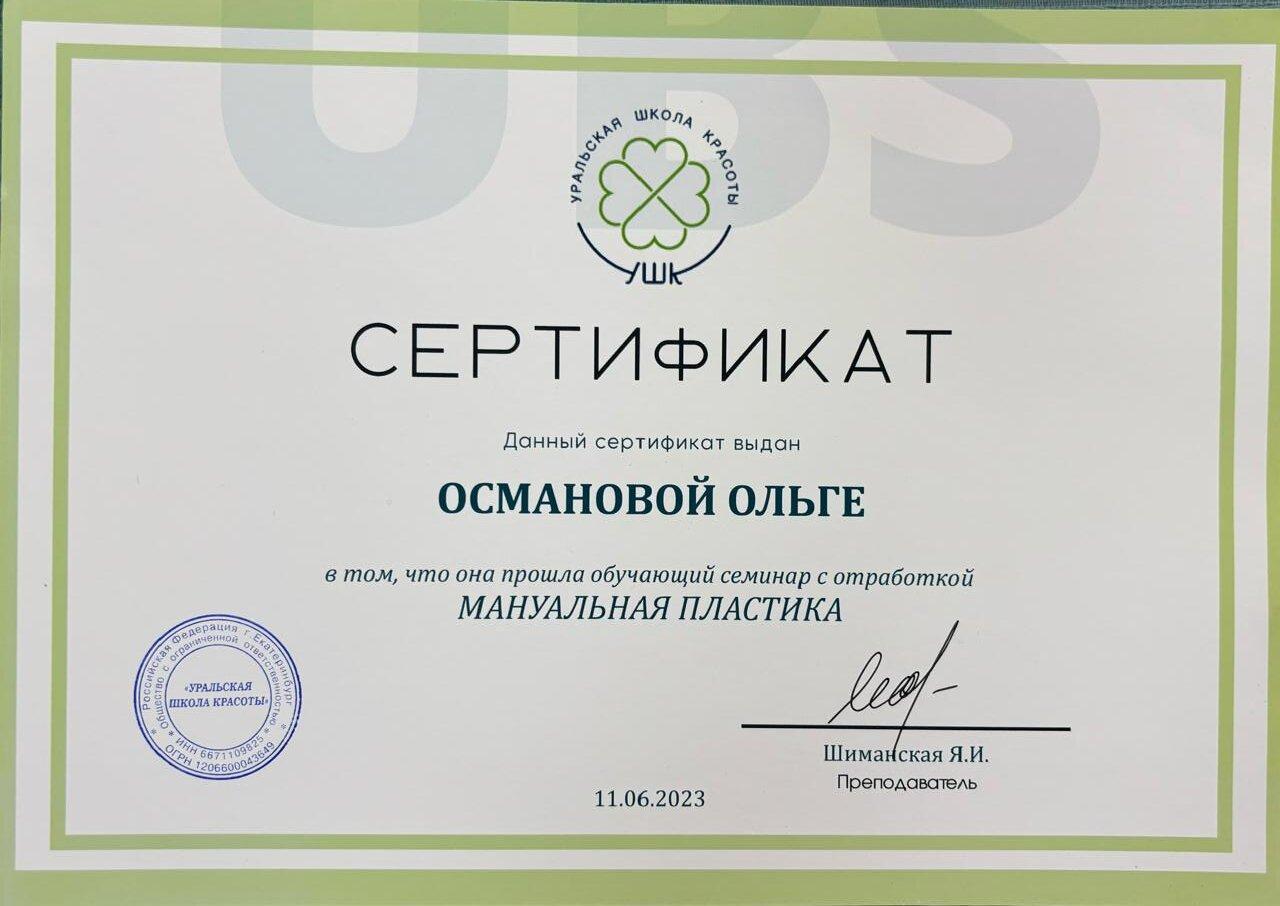 UBS
УРАЛЬСКАЯ ШКОЛА КРАСОТЫ
УШК
СЕРТИФИКАТ
Данный сертификат выдан
ОСМАНОВОЙ ОЛЬГЕ
в том, что она прошла обучающий семинар с отработкой
МАНУАЛЬНАЯ ПЛАСТИКА
Российская Федерация г. Екатеринбург
Общество с ограниченной ответственностью
«УРАЛЬСКАЯ
ШКОЛА КРАСОТЫ»
* ИНН 6671109825 *
* ОГРН 1206600043649 *
Шиманская Я.И.
Преподаватель
11.06.2023